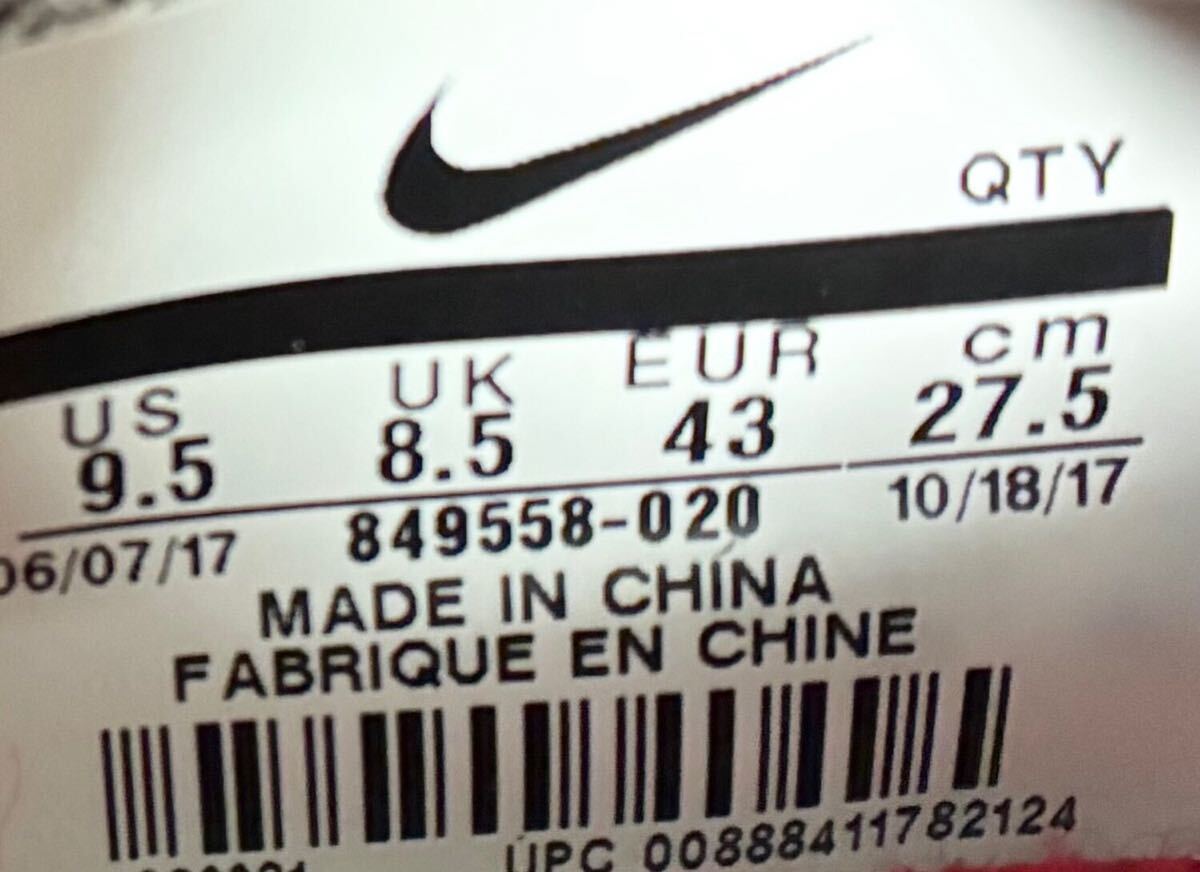 QTY
US UK EUR cm
9.5 8.5 43 27.5
06/07/17 849558-020 10/18/17
MADE IN CHINA
FABRIQUE EN CHINE
UPC 00888411782124